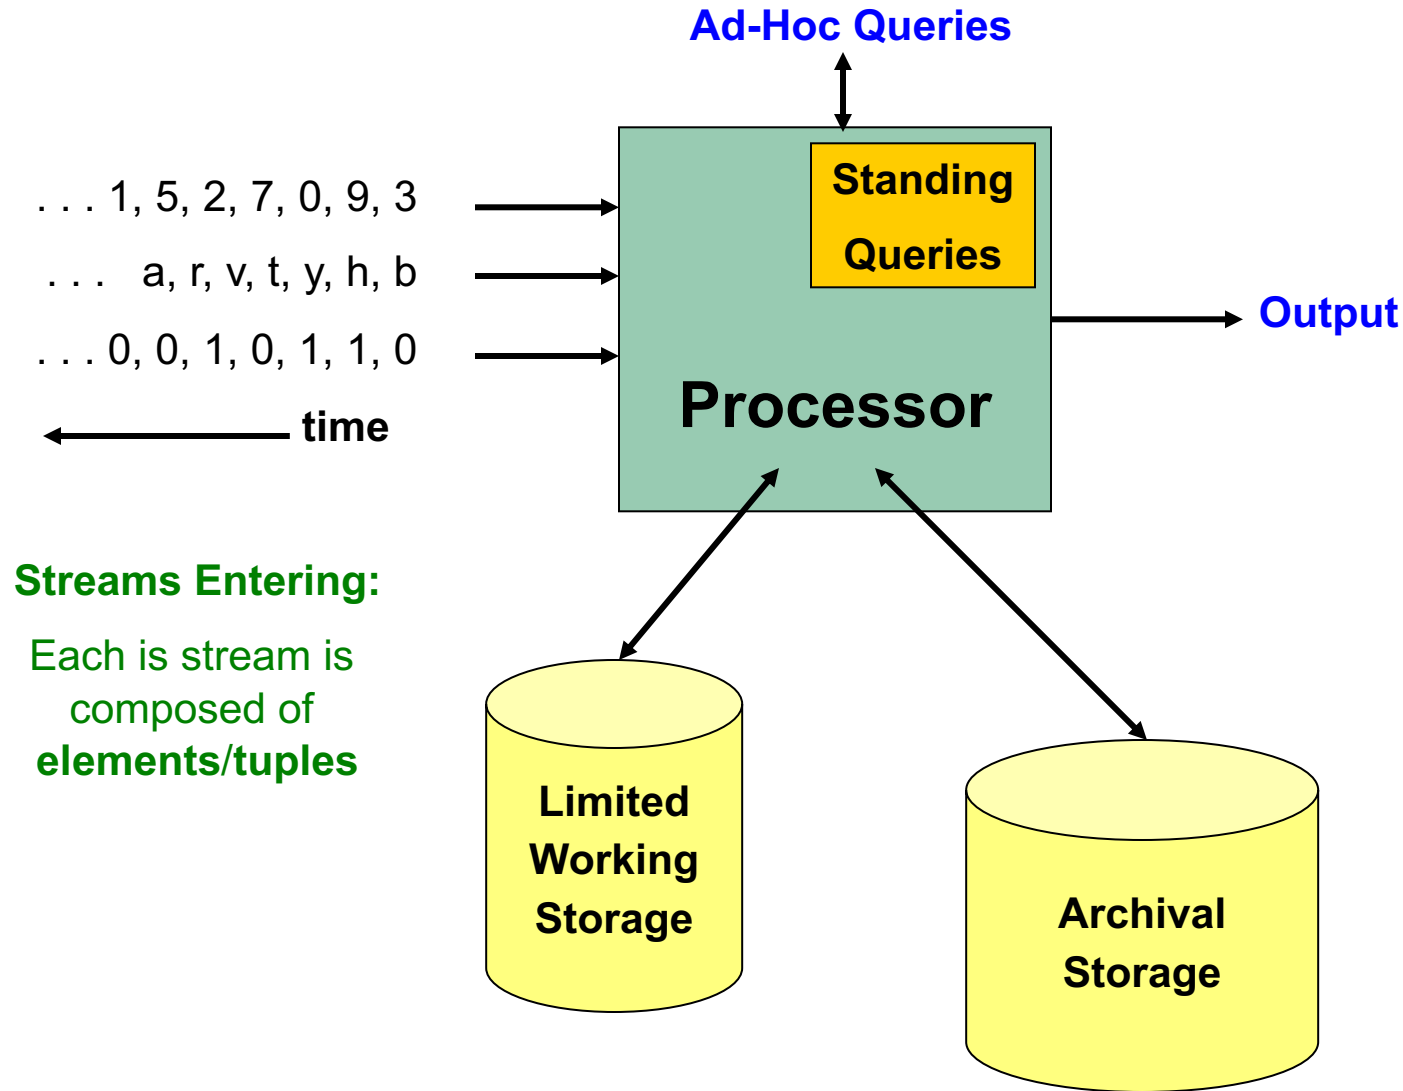 Ad-Hoc Queries
. . . 1, 5, 2, 7, 0, 9, 3
. . . a, r, v, t, y, h, b
. . . 0, 0, 1, 0, 1, 1, 0
time
Standing
Queries
Processor
Output
Streams Entering:
Each is stream is
composed of
elements/tuples
Limited
Working
Storage
Archival
Storage